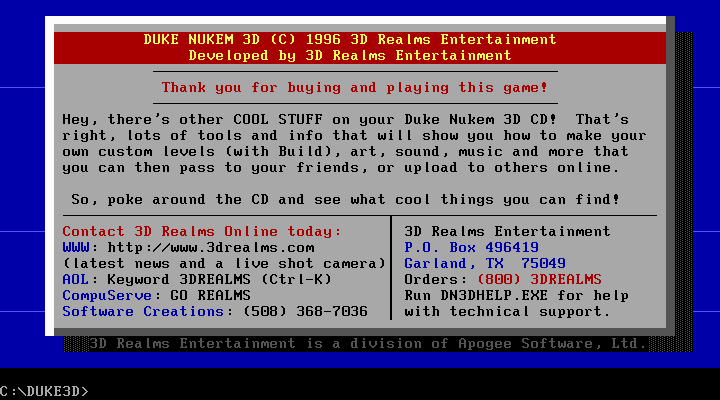 DUKE NUKEM 3D (C) 1996 3D Realms Entertainment
Developed by 3D Realms Entertainment
Thank you for buying and playing this game!
Hey, there's other COOL STUFF on your Duke Nukem 3D CD!  That's
right, lots of tools and info that will show you how to make your
own custom levels (with Build), art, sound, music and more that
you can then pass to your friends, or upload to others online.
So, poke around the CD and see what cool things you can find!
Contact 3D Realms Online today:
WWW: http://www.3drealms.com
(latest news and a live shot camera)
AOL: Keyword 3DREALMS (Ctrl-K)
CompuServe: GO REALMS
Software Creations: (508) 368-7036
3D Realms Entertainment
P.O. Box 496419
Garland, TX  75049
Orders: (800) 3DREALMS
Run DN3DHELP.EXE for help
with technical support.
3D Realms Entertainment is a division of Apogee Software, Ltd.
C:\DUKE3D>